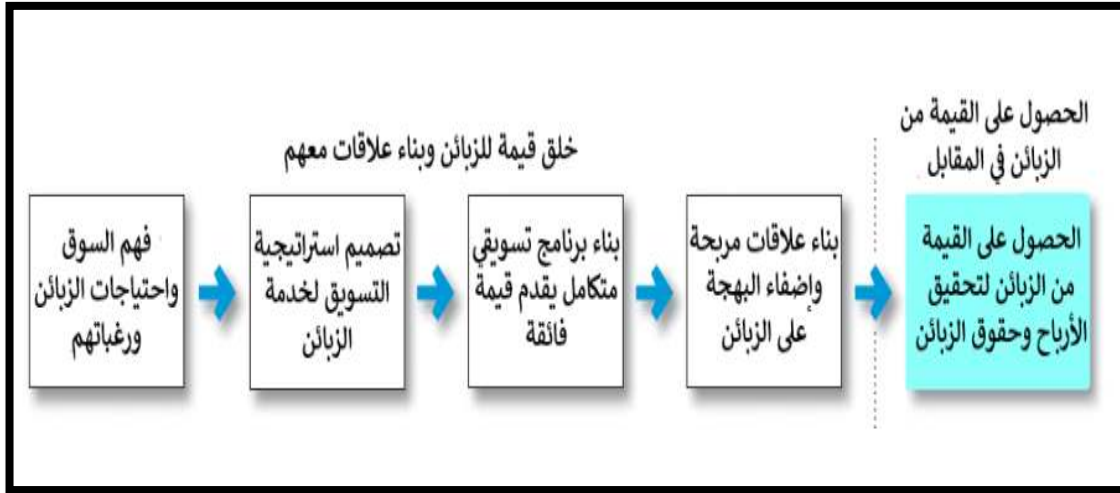 خلق قيمة للزبائن وبناء علاقات معهم
فهم السوق
واحتياجات الزبائن
ورغباتهم
تصميم استراتيجية
التسويق لخدمة
الزبائن
بناء برنامج تسويقي
متكامل يقدم قيمة
فائقة
بناء علاقات مربحة
وإضفاء البهجة
على الزبائن
الحصول على القيمة من
الزبائن في المقابل
الحصول على القيمة
من الزبائن لتحقيق
الأرباح وحقوق الزبائن